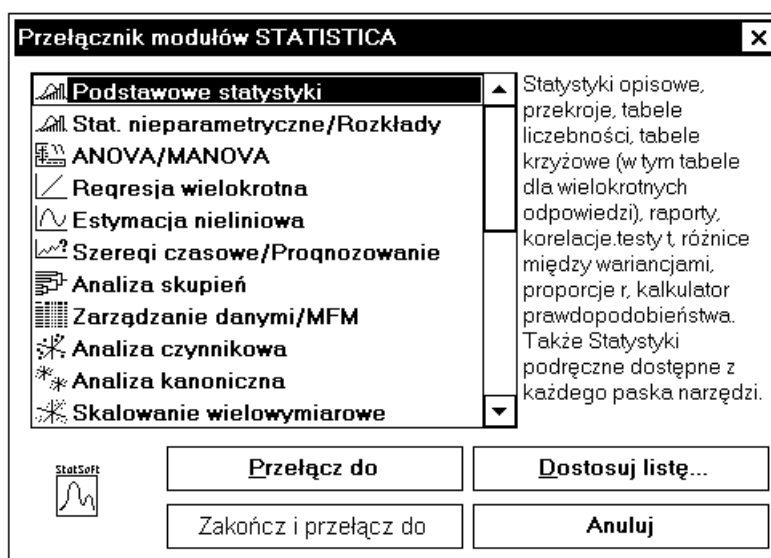 Przełącznik modułów STATISTICA
Podstawowe statystyki
Stat. nieparametryczne/Rozkłady
ANOVA/MANOVA
Regresja wielokrotna
Estymacja nieliniowa
Szeregi czasowe/Prognozowanie
Analiza skupień
Zarządzanie danymi/MFM
Analiza czynnikowa
Analiza kanoniczna
Skalowanie wielowymiarowe
Statystyki opisowe,
przekroje, tabele
liczebności, tabele
krzyżowe (w tym tabele
dla wielokrotnych
odpowiedzi), raporty,
korelacje.testy t, różnice
między wariancjami,
proporcje r, kalkulator
prawdopodobieństwa.
Także Statystyki
podręczne dostępne z
każdego paska narzędzi.
StatSoft
Przełącz do
Dostosuj listę...
Zakończ i przełącz do
Anuluj